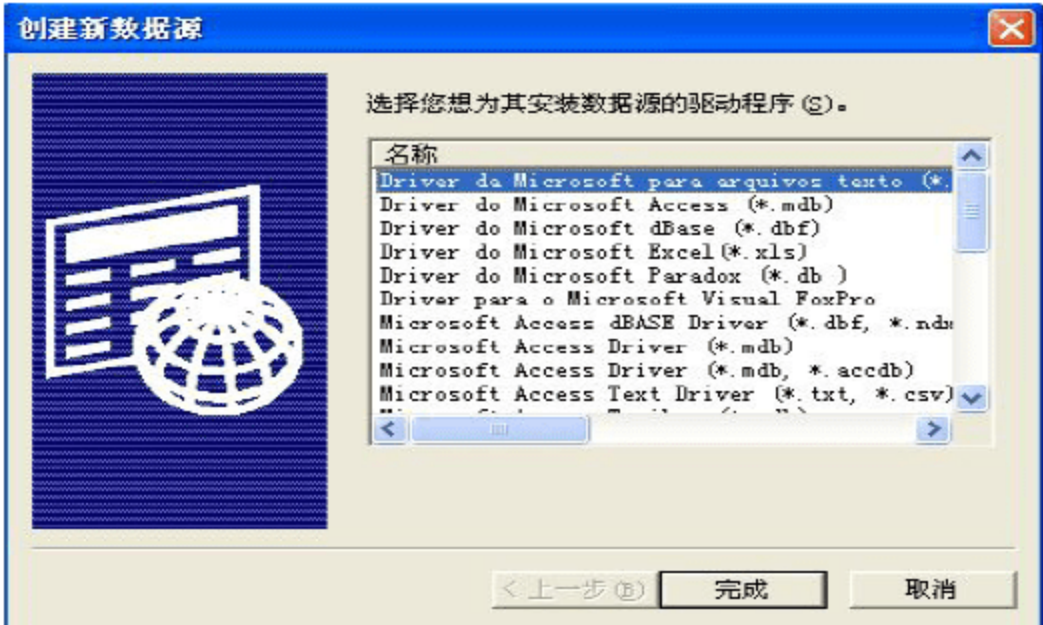 创建新数据源
选择您想为其安装数据源的驱动程序(S)。
名称
Driver da Microsoft para arquivos texto (*.
Driver do Microsoft Access (*.mdb)
Driver do Microsoft dBase (*.dbf)
Driver do Microsoft Excel(*.xls)
Driver do Microsoft Paradox (*.db )
Driver para o Microsoft Visual FoxPro
Microsoft Access dBASE Driver (*.dbf, *.ndx
Microsoft Access Driver (*.mdb)
Microsoft Access Driver (*.mdb, *.accdb)
Microsoft Access Text Driver (*.txt, *.csv)
< 上一步(B)
完成
取消